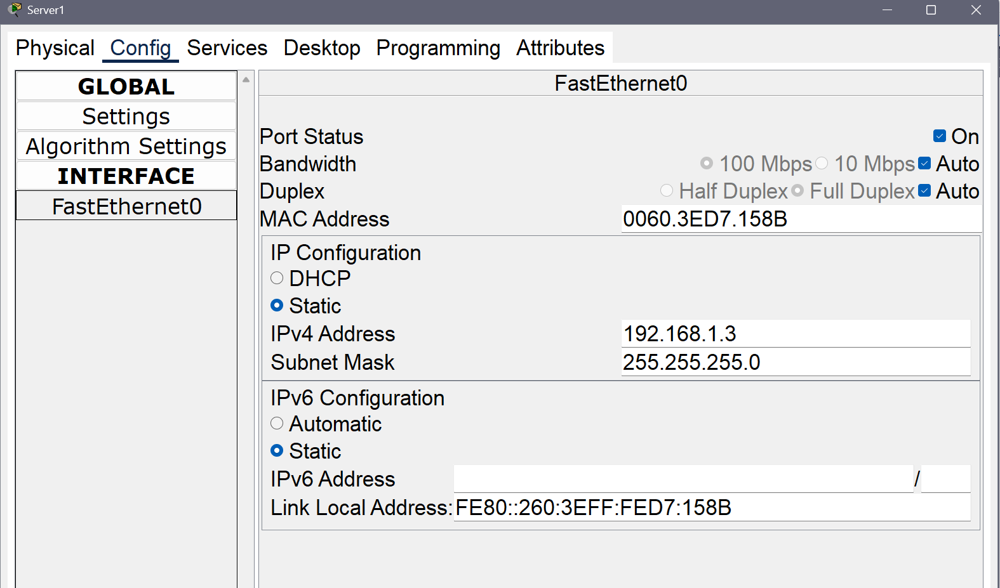 Server1
Physical Config Services Desktop Programming Attributes
GLOBAL
Settings
Algorithm Settings
INTERFACE
FastEthernet0
FastEthernet0
Port Status On
Bandwidth 100 Mbps 10 Mbps Auto
Duplex Half Duplex Full Duplex Auto
MAC Address 0060.3ED7.158B
IP Configuration
DHCP
Static
IPv4 Address 192.168.1.3
Subnet Mask 255.255.255.0
IPv6 Configuration
Automatic
Static
IPv6 Address /
Link Local Address: FE80::260:3EFF:FED7:158B